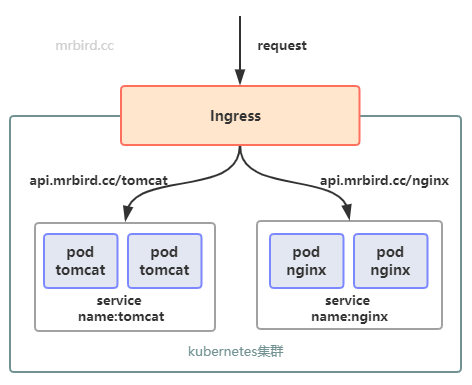 mrbird.cc
request
Ingress
api.mrbird.cc/tomcat
api.mrbird.cc/nginx
pod
tomcat
pod
tomcat
service
name:tomcat
pod
nginx
pod
nginx
service
name:nginx
kubernetes集群